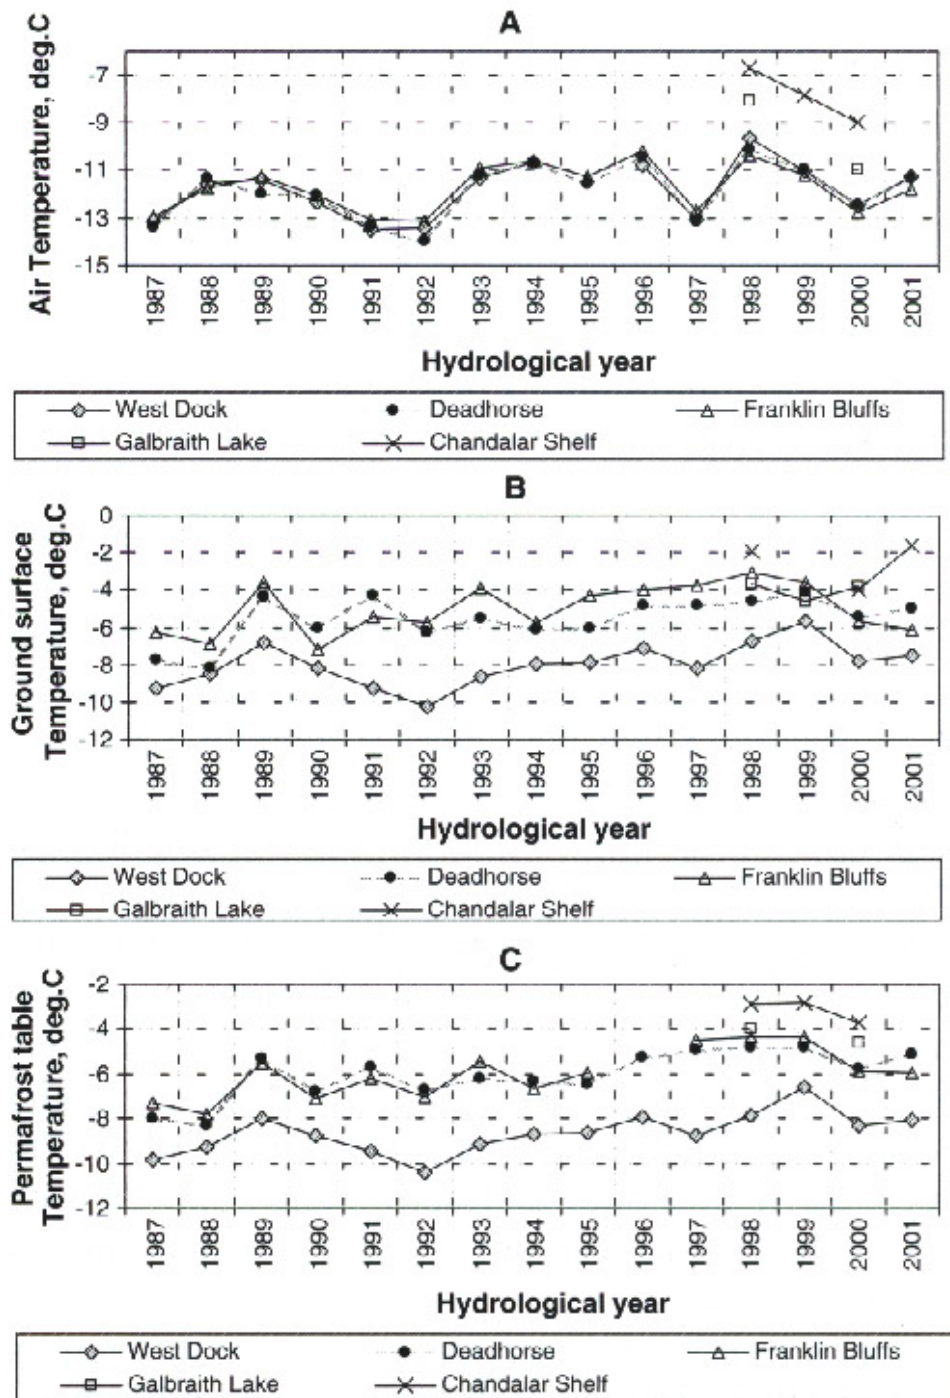 A
Air Temperature, deg.C
-7
-9
-11
-13
-15
1987 1988 1989 1990 1991 1992 1993 1994 1995 1996 1997 1998 1999 2000 2001
Hydrological year
West Dock Deadhorse Franklin Bluffs
Galbraith Lake Chandalar Shelf
B
Ground surface
Temperature, deg.C
0
-2
-4
-6
-8
-10
-12
1987 1988 1989 1990 1991 1992 1993 1994 1995 1996 1997 1998 1999 2000 2001
Hydrological year
West Dock Deadhorse Franklin Bluffs
Galbraith Lake Chandalar Shelf
C
Permafrost table
Temperature, deg.C
-2
-4
-6
-8
-10
-12
1987 1988 1989 1990 1991 1992 1993 1994 1995 1996 1997 1998 1999 2000 2001
Hydrological year
West Dock Deadhorse Franklin Bluffs
Galbraith Lake Chandalar Shelf